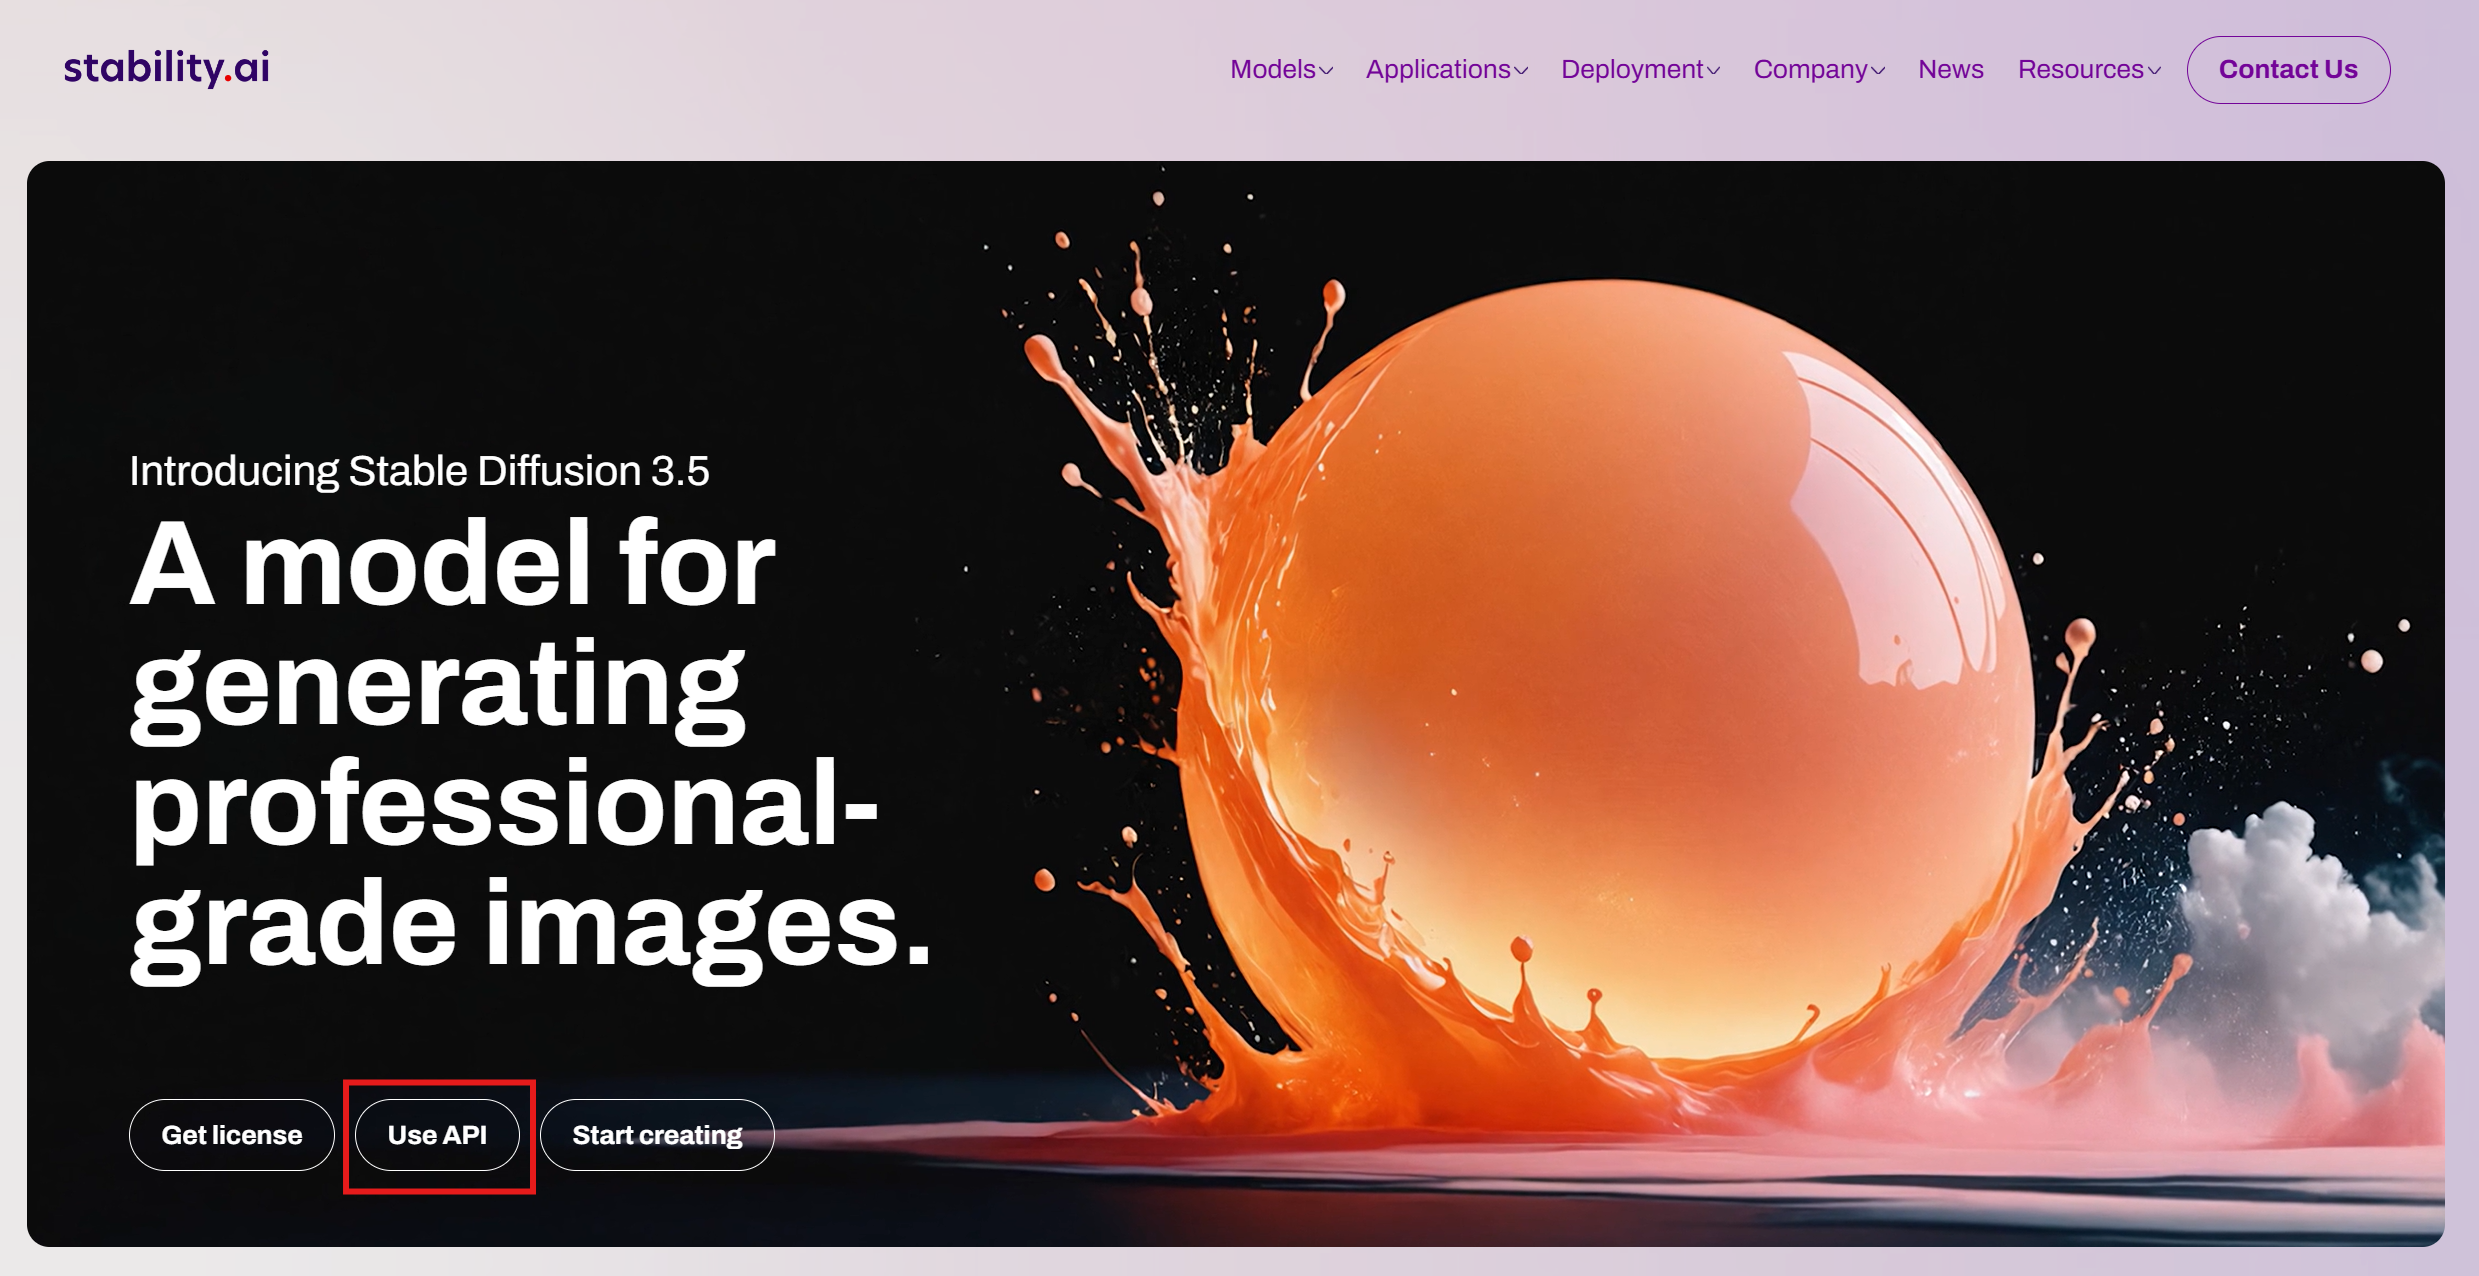 stability.ai
Models Applications Deployment Company News Resources Contact Us
Introducing Stable Diffusion 3.5
A model for
generating
professional-
grade images.
Get license Use API Start creating